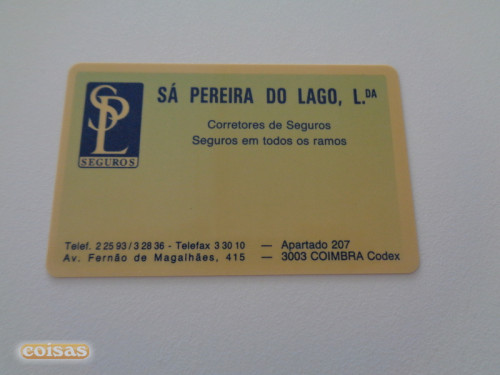 SPL
SEGUROS
SÁ PEREIRA DO LAGO, L.DA
Corretores de Seguros
Seguros em todos os ramos
Telef. 2 25 93 / 3 28 36 - Telefax 3 30 10 — Apartado 207
Av. Fernão de Magalhães, 415 — 3003 COIMBRA Codex
coisas